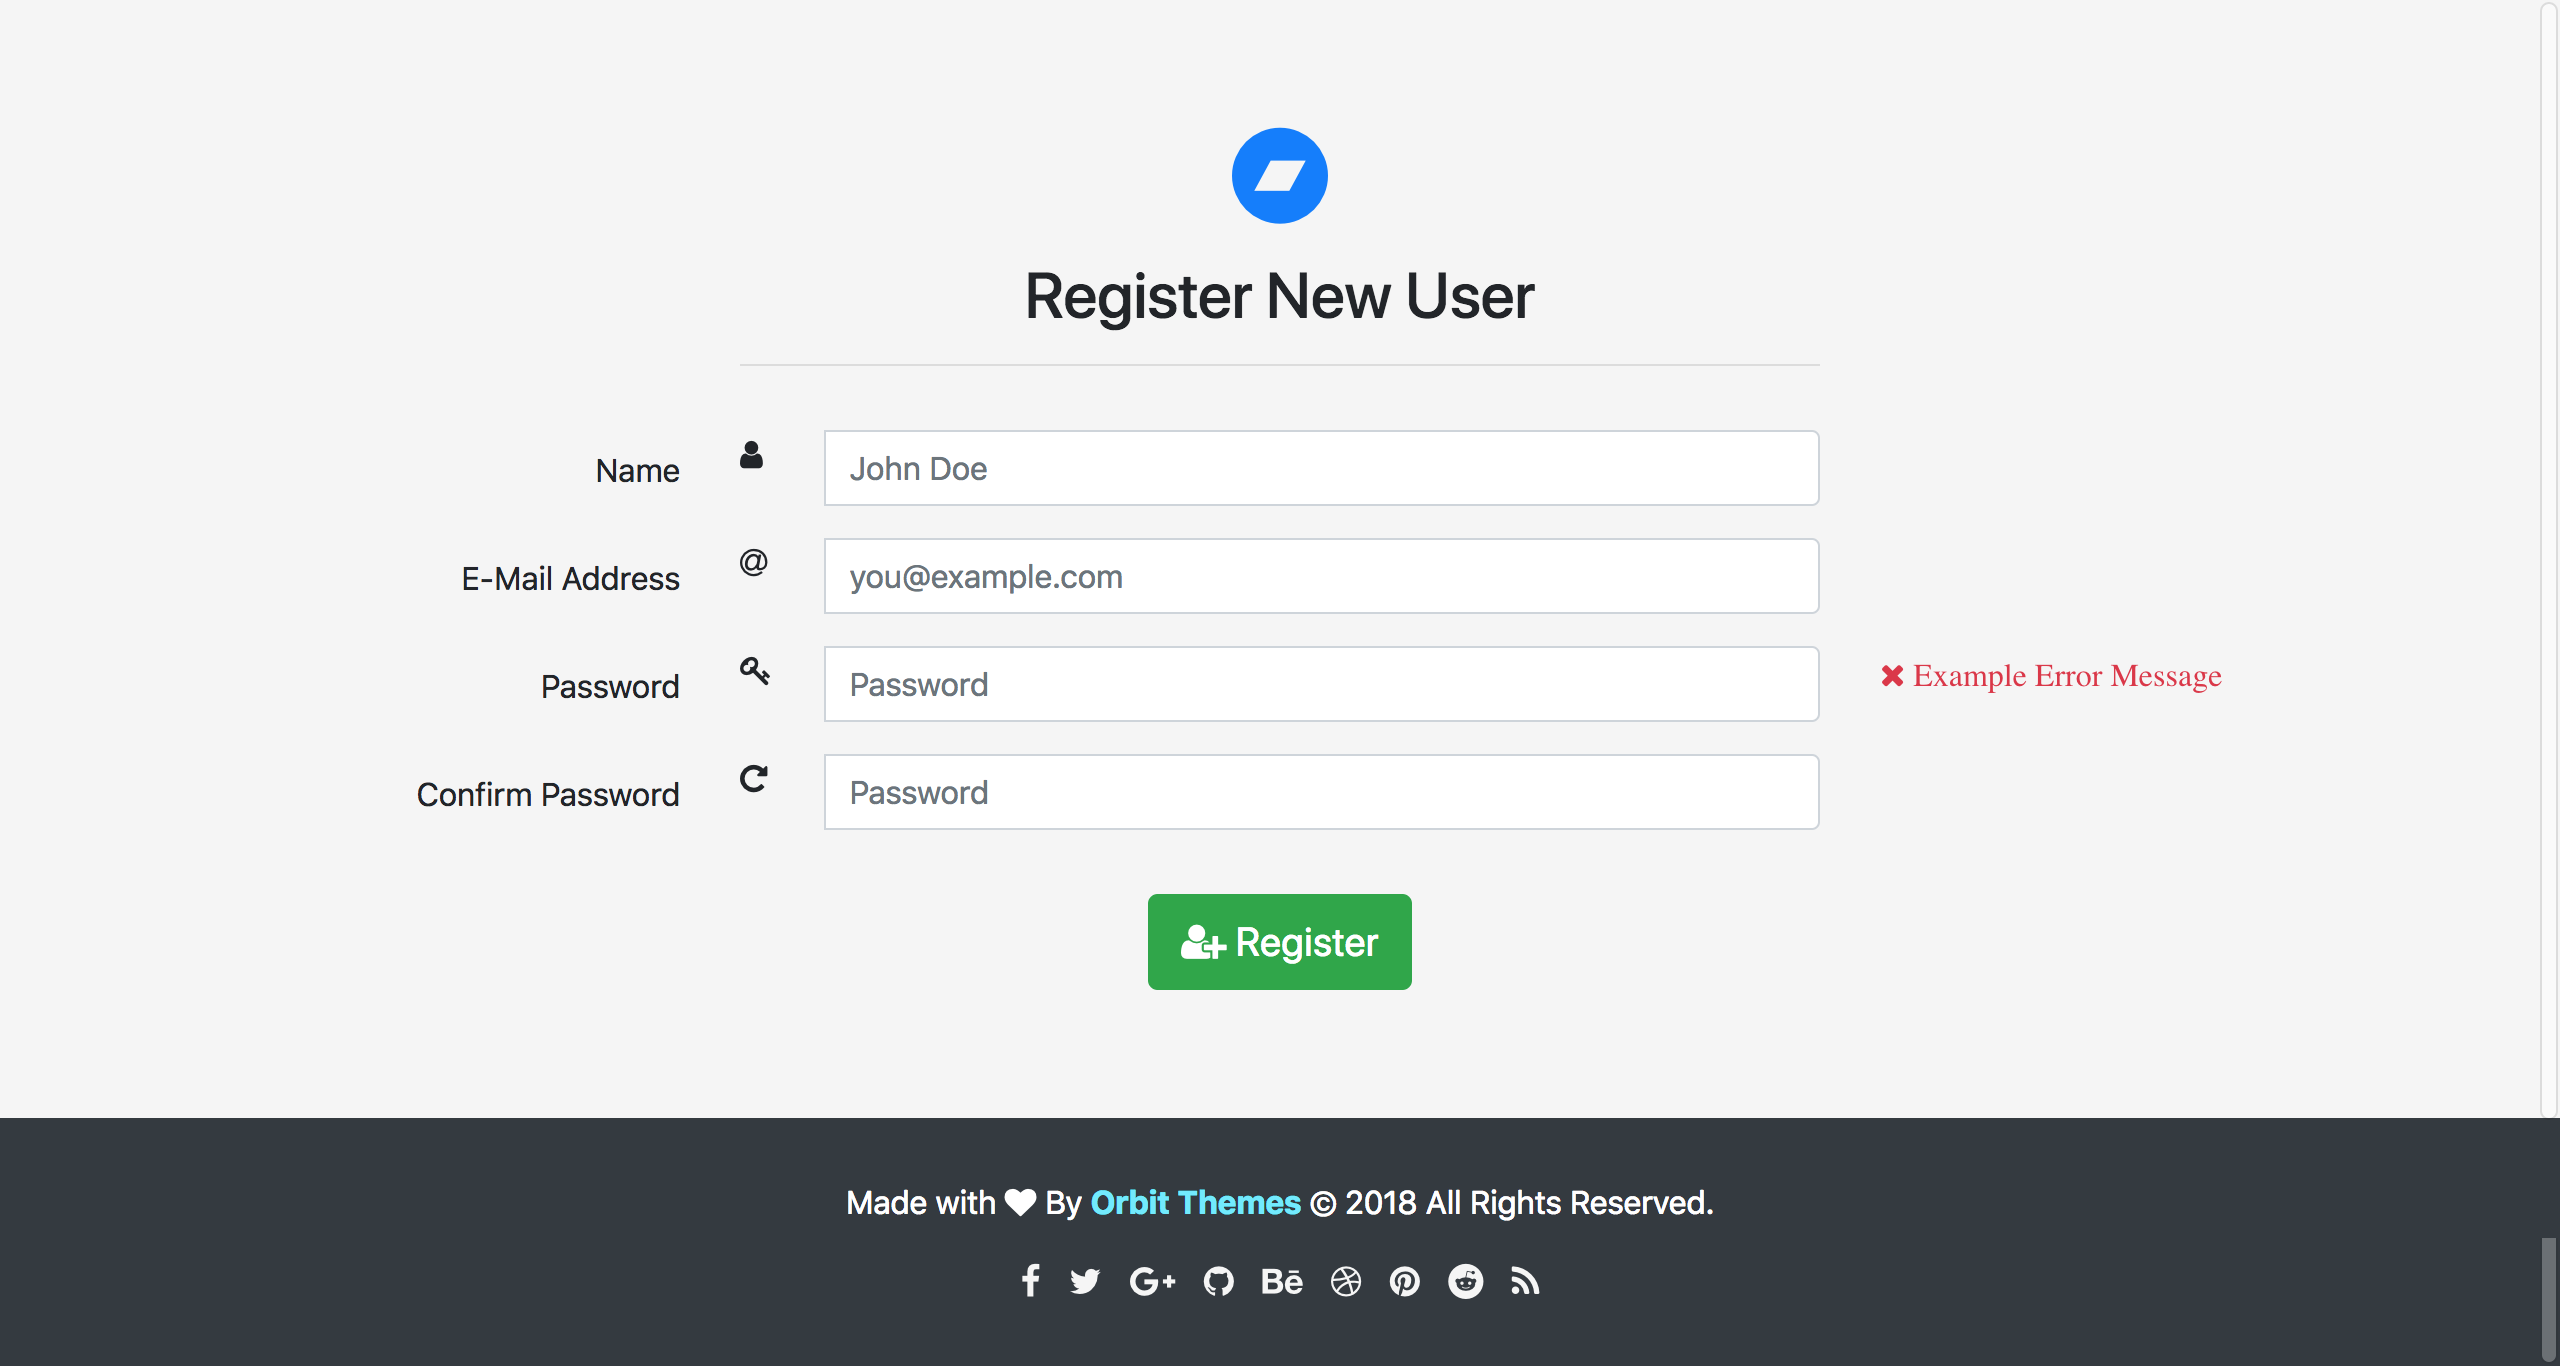 Register New User
Name
John Doe
E-Mail Address
@
you@example.com
Password
Password
Example Error Message
Confirm Password
Password
Register
Made with By Orbit Themes © 2018 All Rights Reserved.
f G+ Bē